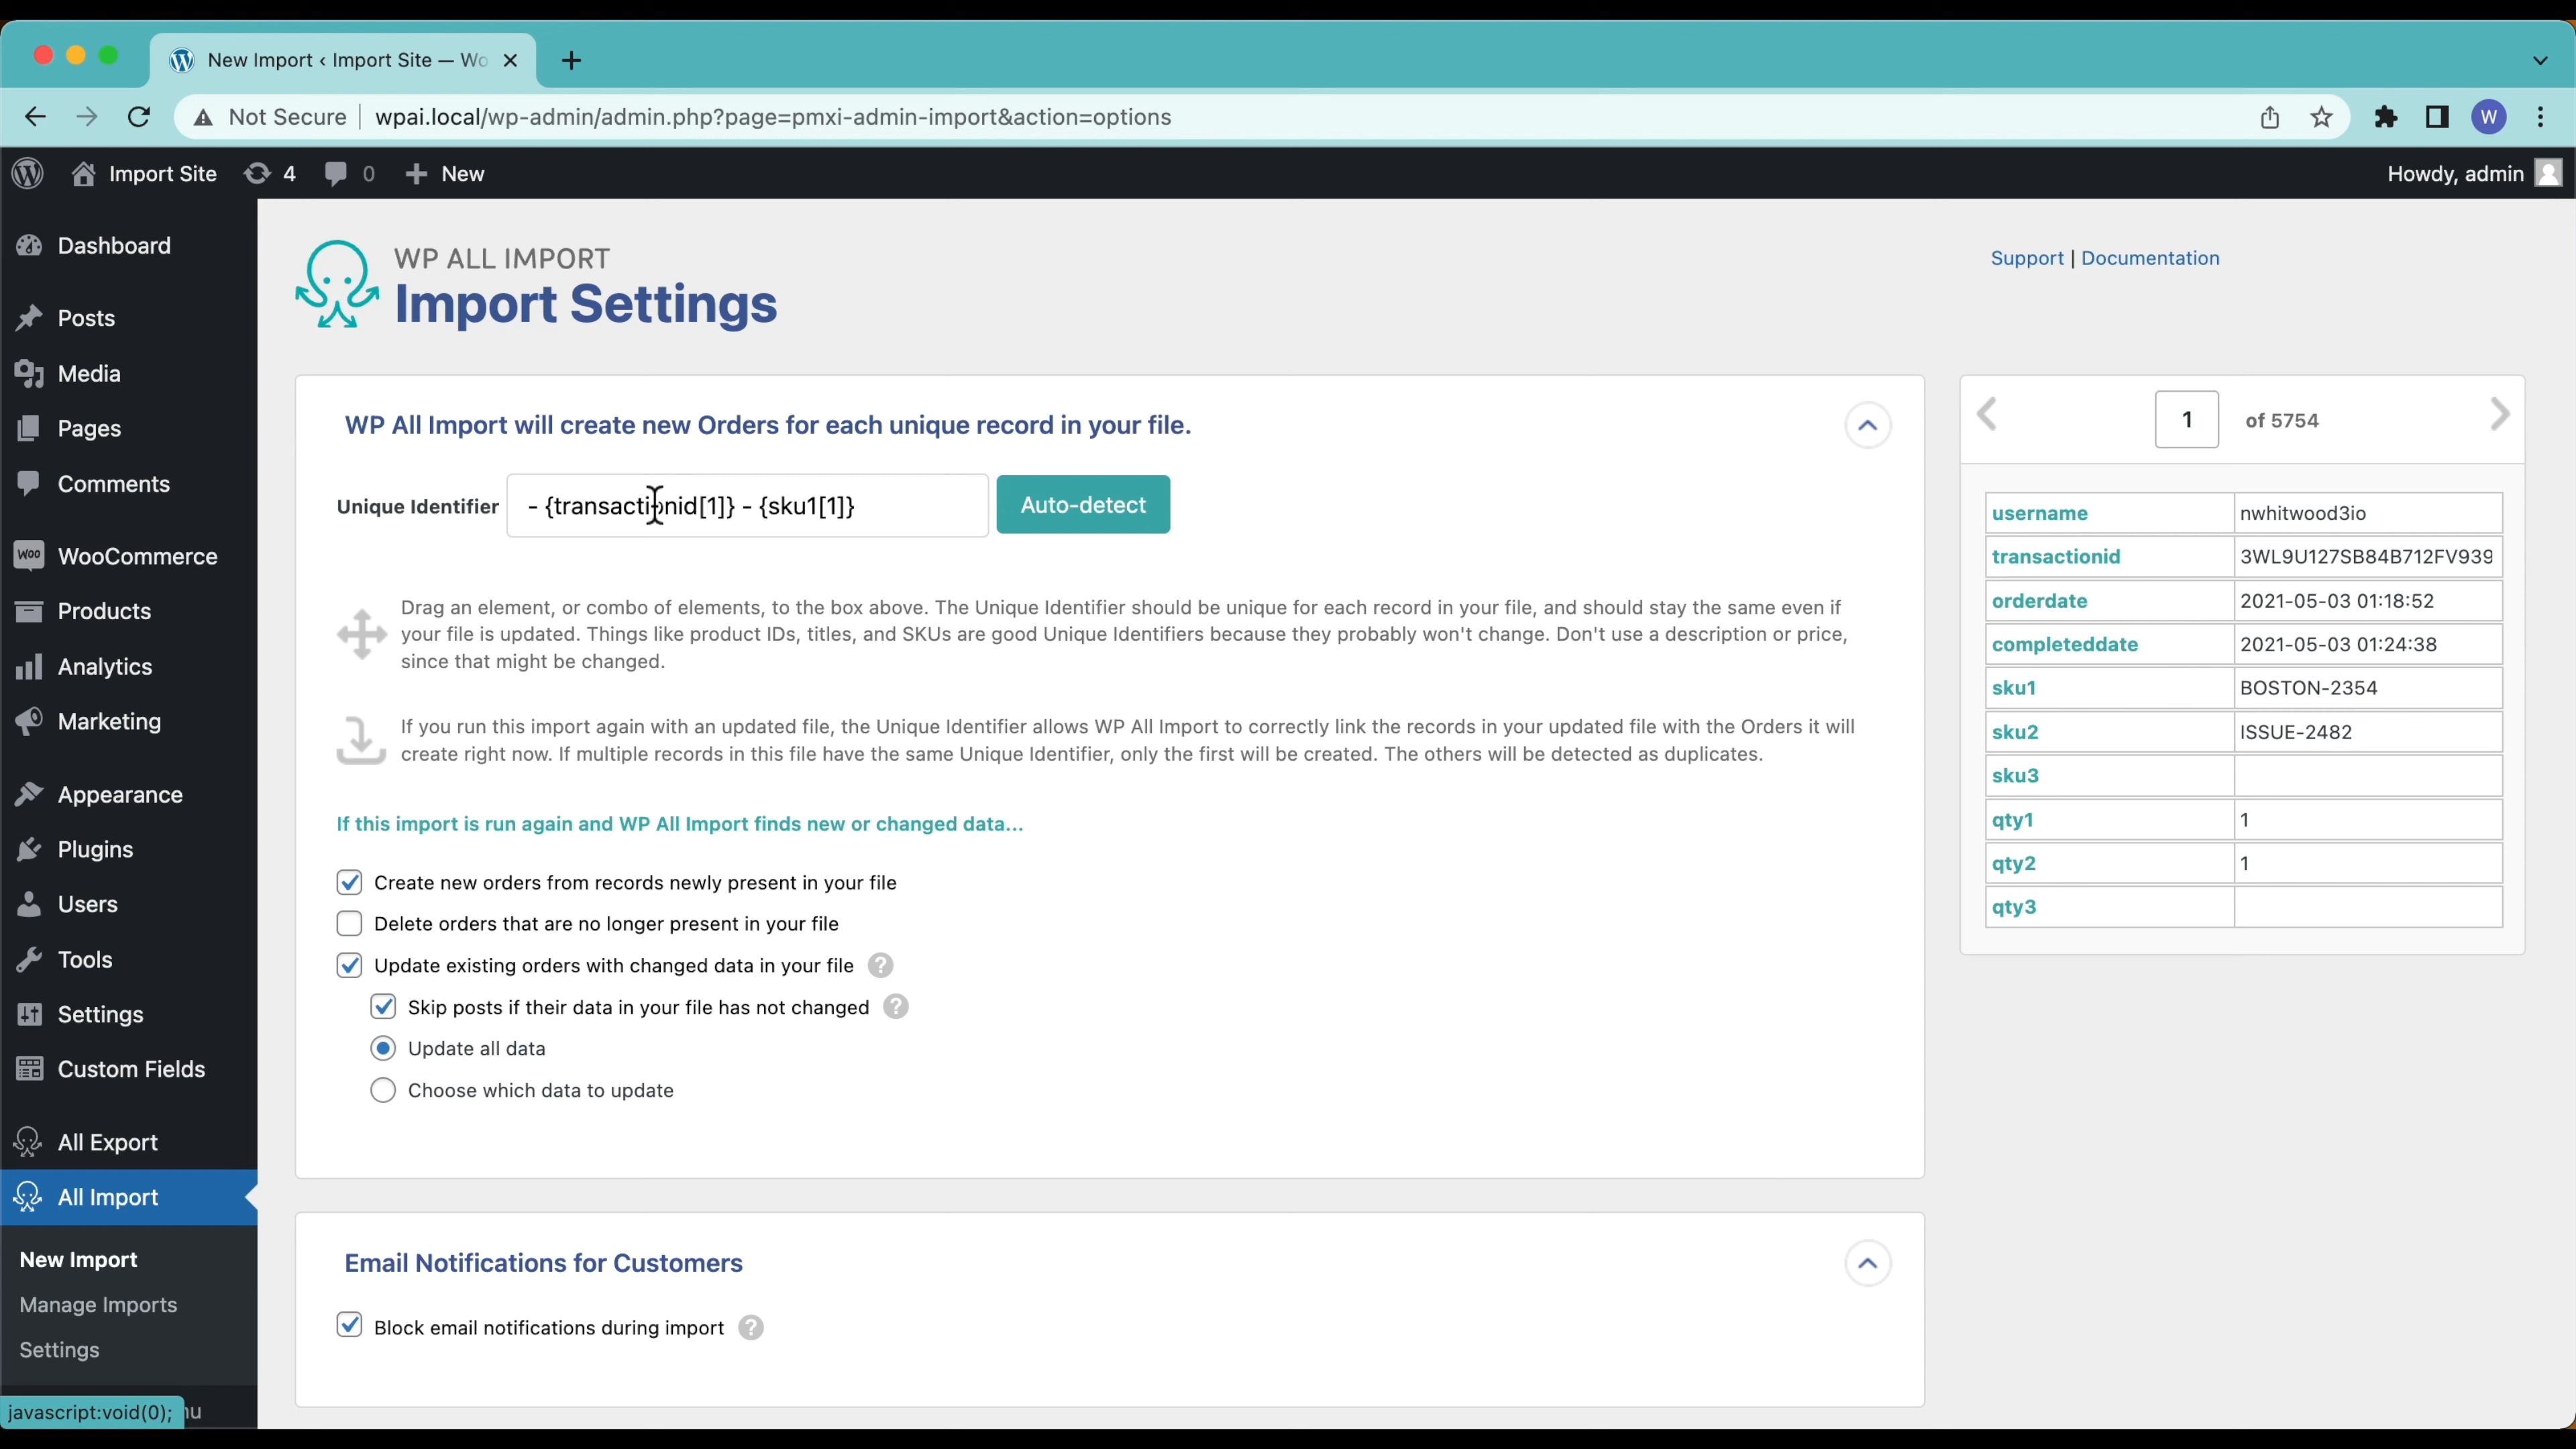 New Import ‹ Import Site — Wo
Not Secure
wpai.local/wp-admin/admin.php?page=pmxi-admin-import&action=options
W
Import Site 4 0 New
Howdy, admin
Dashboard
Posts
Media
Pages
Comments
Woo WooCommerce
Products
Analytics
Marketing
Appearance
Plugins
Users
Tools
Settings
Custom Fields
All Export
All Import
New Import
Manage Imports
Settings
javascript:void(0);
WP ALL IMPORT
Import Settings
Support | Documentation
WP All Import will create new Orders for each unique record in your file.
Unique Identifier - {transactionid[1]} - {sku1[1]} Auto-detect
Drag an element, or combo of elements, to the box above. The Unique Identifier should be unique for each record in your file, and should stay the same even if
your file is updated. Things like product IDs, titles, and SKUs are good Unique Identifiers because they probably won't change. Don't use a description or price,
since that might be changed.
If you run this import again with an updated file, the Unique Identifier allows WP All Import to correctly link the records in your updated file with the Orders it will
create right now. If multiple records in this file have the same Unique Identifier, only the first will be created. The others will be detected as duplicates.
If this import is run again and WP All Import finds new or changed data...
Create new orders from records newly present in your file
Delete orders that are no longer present in your file
Update existing orders with changed data in your file ?
Skip posts if their data in your file has not changed ?
Update all data
Choose which data to update
Email Notifications for Customers
Block email notifications during import ?
1 of 5754
username nwhitwood3io
transactionid 3WL9U127SB84B712FV939
orderdate 2021-05-03 01:18:52
completeddate 2021-05-03 01:24:38
sku1 BOSTON-2354
sku2 ISSUE-2482
sku3
qty1 1
qty2 1
qty3